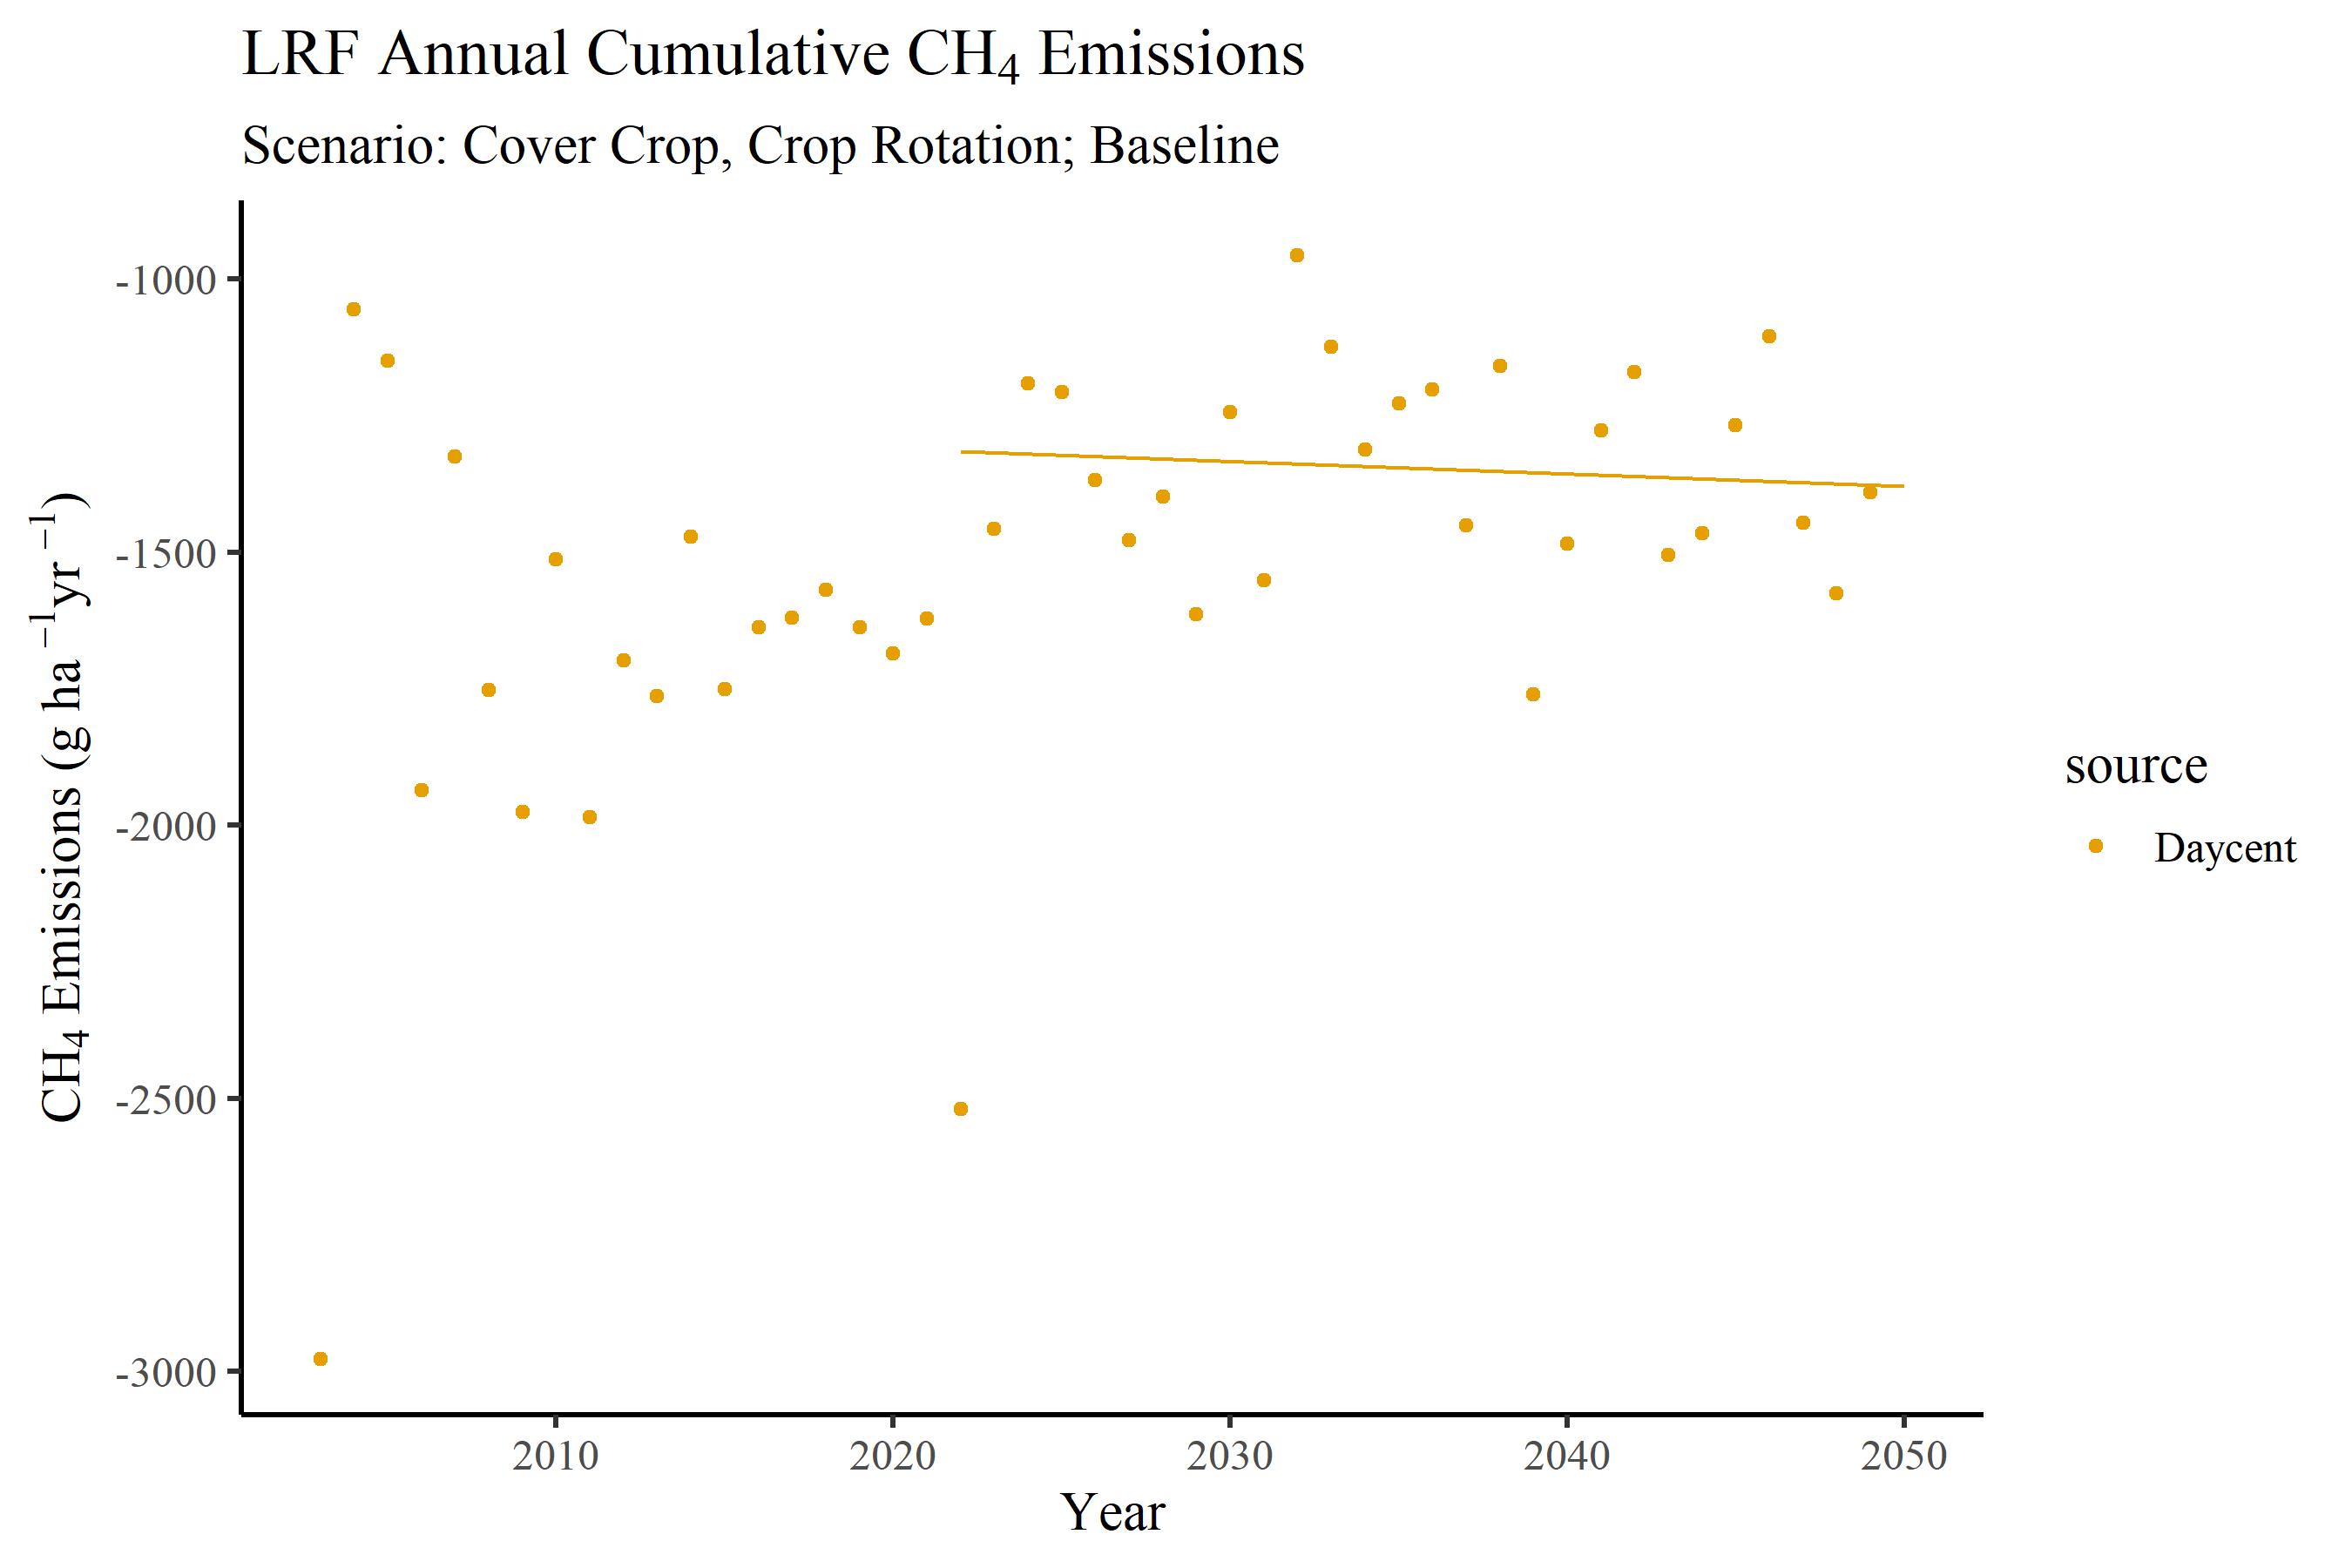 LRF Annual Cumulative CH₄ Emissions
Scenario: Cover Crop, Crop Rotation; Baseline
CH₄ Emissions (g ha⁻¹yr⁻¹)
-1000
-1500
-2000
-2500
-3000
2010 2020 2030 2040 2050
Year
source
Daycent